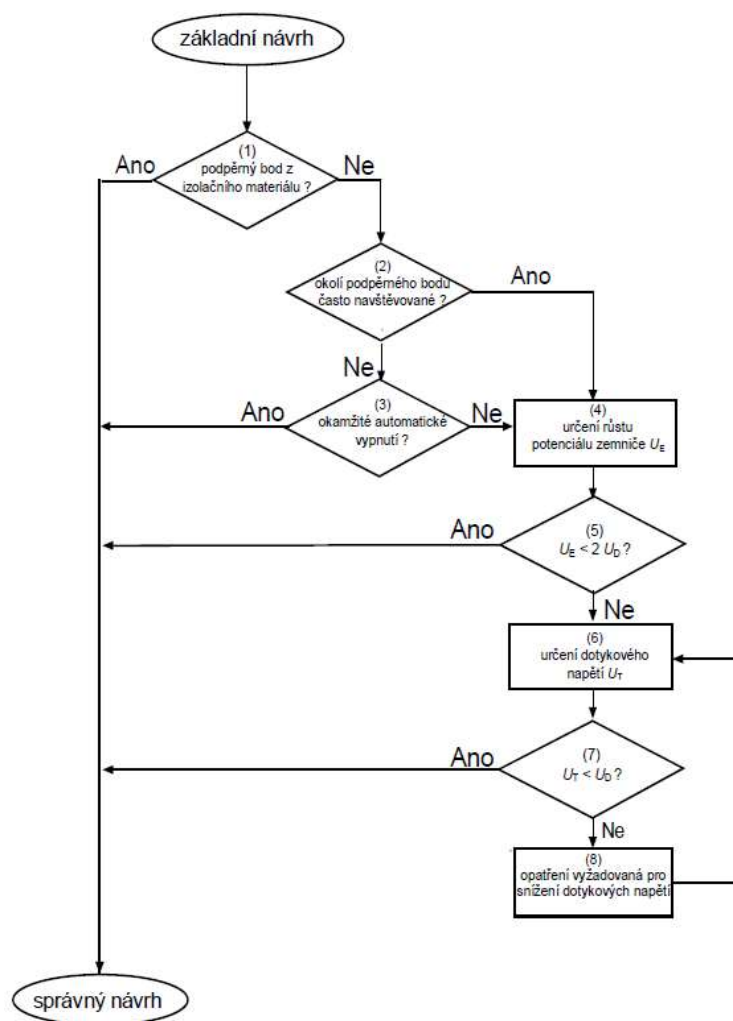 základní návrh
(1)
Ano
Ne
podpěrný bod z
izolačního materiálu ?
(2)
okolí podpěrného bodu
často navštěvované ?
Ano
Ne
(3)
Ano
okamžité automatické
vypnutí ?
Ne
(4)
určení růstu
potenciálu zemniče UE
Ano
(5)
UE < 2 UD ?
Ne
(6)
určení dotykového
napětí UT
Ano
(7)
UT < UD ?
Ne
(8)
opatření vyžadovaná pro
snížení dotykových napětí
správný návrh